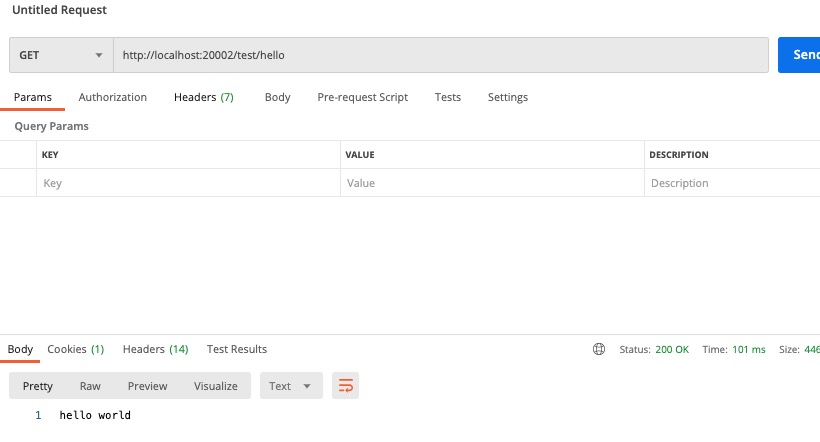 Untitled Request
GET http://localhost:20002/test/hello Send
Params Authorization Headers (7) Body Pre-request Script Tests Settings
Query Params
KEY VALUE DESCRIPTION
Key Value Description
Body Cookies (1) Headers (14) Test Results Status: 200 OK Time: 101 ms Size: 446
Pretty Raw Preview Visualize Text
1 hello world